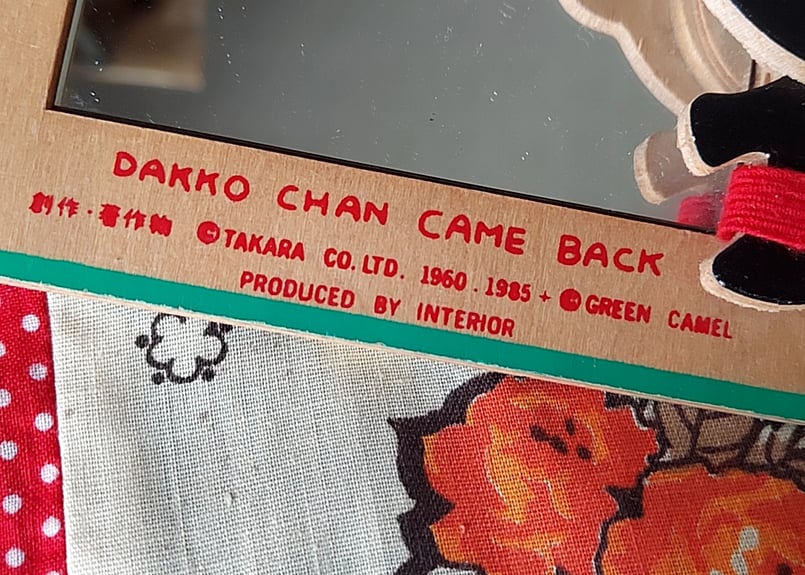 DAKKO CHAN CAME BACK
創作・著作物 ©TAKARA CO.LTD. 1960.1985 + ©GREEN CAMEL
PRODUCED BY INTERIOR